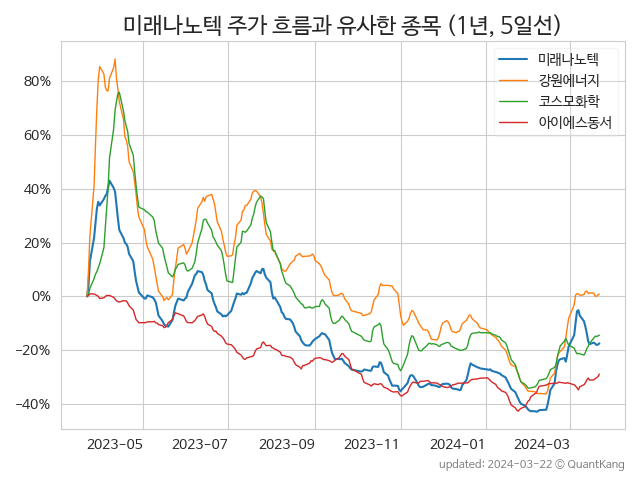 미래나노텍 주가 흐름과 유사한 종목 (1년, 5일선)
미래나노텍
강원에너지
코스모화학
아이에스동서
80%
60%
40%
20%
0%
−20%
−40%
2023-05 2023-07 2023-09 2023-11 2024-01 2024-03
updated: 2024-03-22 © QuantKang